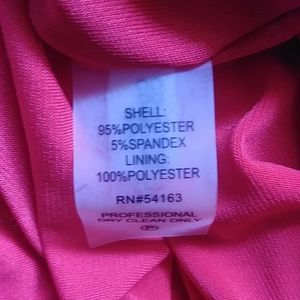 SHELL:
95%POLYESTER
5%SPANDEX
LINING:
100%POLYESTER
RN#54163
PROFESSIONAL
DRY CLEAN ONLY
P